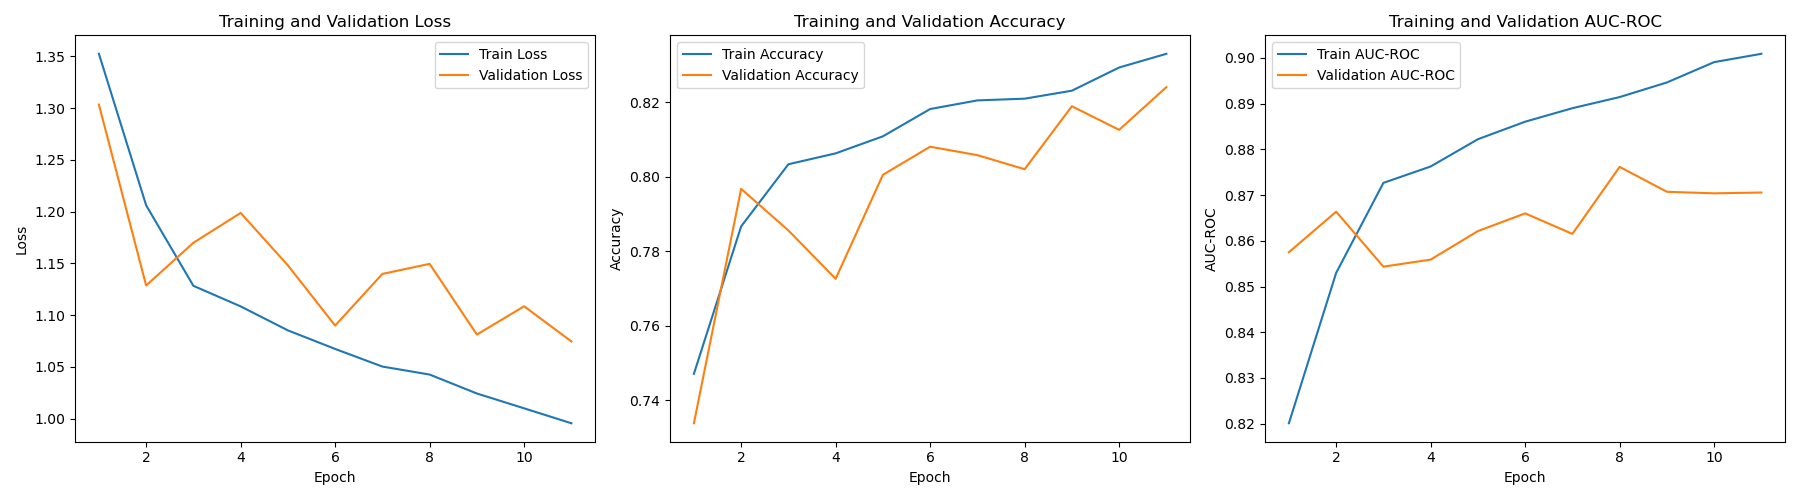 Training and Validation Loss
Train Loss
Validation Loss
1.35
1.30
1.25
1.20
1.15
1.10
1.05
1.00
Loss
2 4 6 8 10
Epoch
Training and Validation Accuracy
Train Accuracy
Validation Accuracy
0.82
0.80
0.78
0.76
0.74
Accuracy
2 4 6 8 10
Epoch
Training and Validation AUC-ROC
Train AUC-ROC
Validation AUC-ROC
0.90
0.89
0.88
0.87
0.86
0.85
0.84
0.83
0.82
AUC-ROC
2 4 6 8 10
Epoch